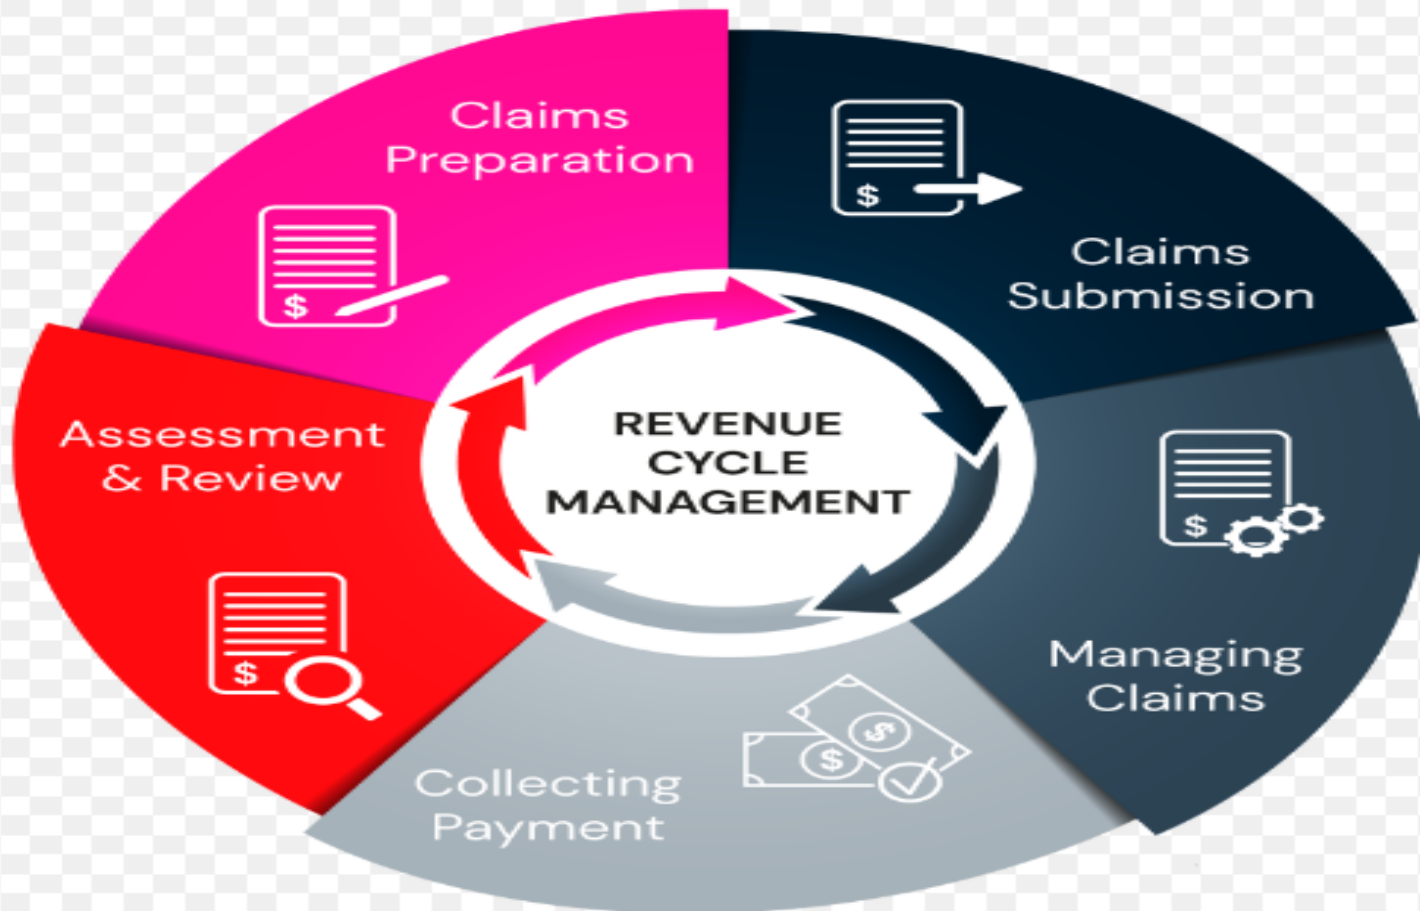 Claims
Preparation
$
$
Claims
Submission
Assessment
& Review
$
REVENUE
CYCLE
MANAGEMENT
$
Managing
Claims
Collecting
Payment
$
$